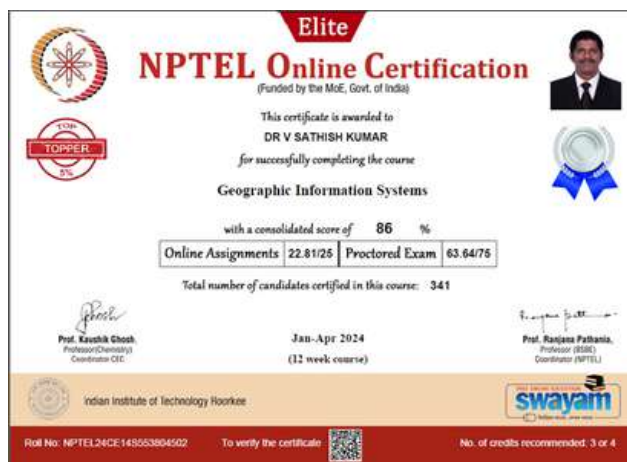 Elite
NPTEL Online Certification
(Funded by the MoE, Govt. of India)
This certificate is awarded to
DR V SATHISH KUMAR
for successfully completing the course
Geographic Information Systems
with a consolidated score of 86 %
Online Assignments 22.81/25 Proctored Exam 63.64/75
Total number of candidates certified in this course: 341
TOP
TOPPER
5%
Ghosh
Prof. Kaushik Ghosh,
Professor(Chemistry)
Coordinator CEC
Jan-Apr 2024
(12 week course)
Prof. Ranjana Pathania,
Professor (BSBE)
Coordinator (NPTEL)
Indian Institute of Technology Roorkee
swayam
Roll No: NPTEL24CE14S553804502 To verify the certificate No. of credits recommended: 3 or 4